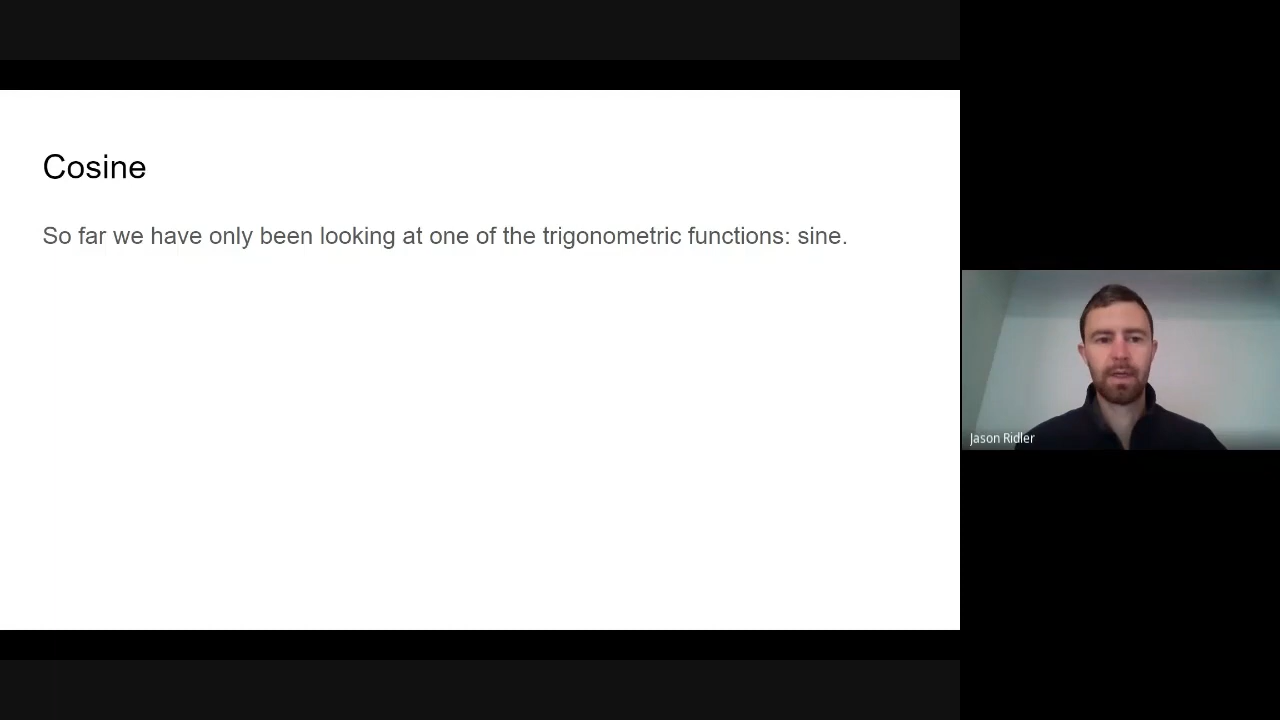 Cosine
So far we have only been looking at one of the trigonometric functions: sine.
Jason Ridler